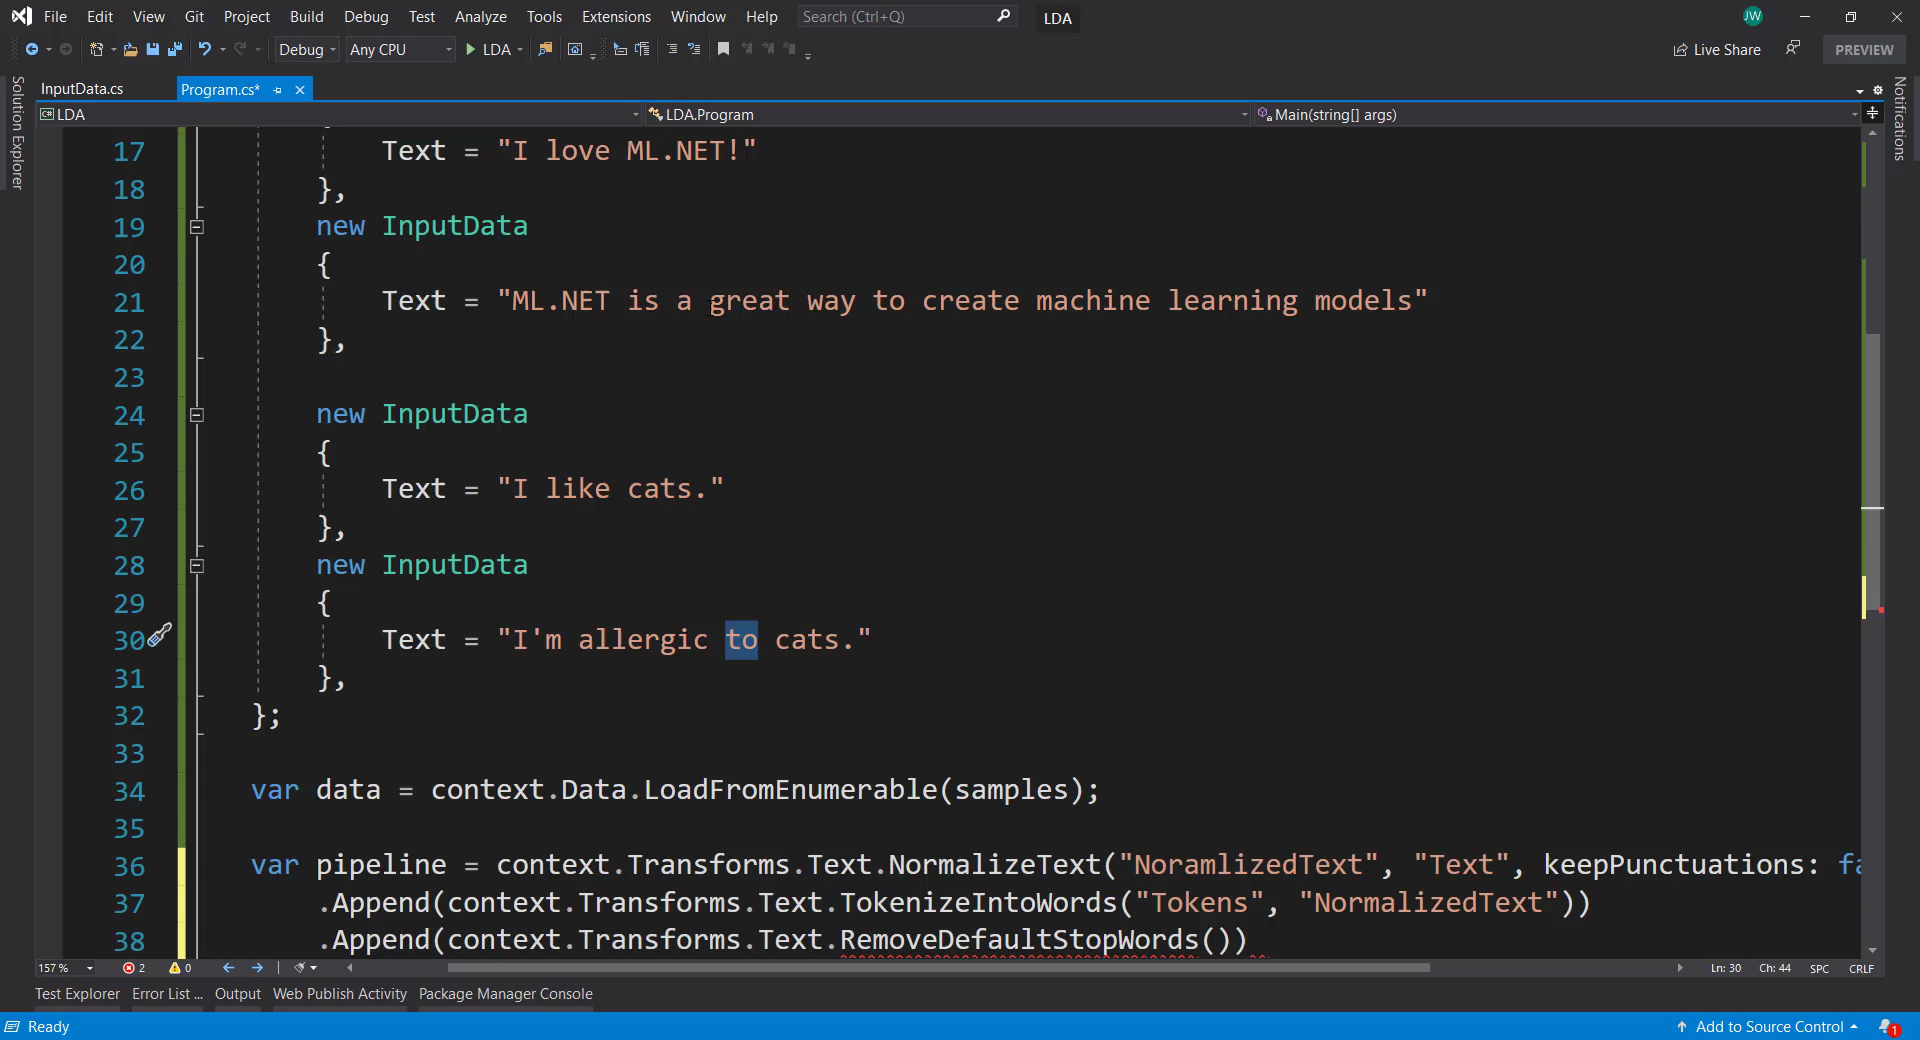 File Edit View Git Project Build Debug Test Analyze Tools Extensions Window Help Search (Ctrl+Q) LDA JW
Debug Any CPU LDA Live Share PREVIEW
InputData.cs Program.cs*
LDA LDA.Program Main(string[] args)
Solution Explorer
Notifications
17 Text = "I love ML.NET!"
18 },
19 new InputData
20 {
21 Text = "ML.NET is a great way to create machine learning models"
22 },
23
24 new InputData
25 {
26 Text = "I like cats."
27 },
28 new InputData
29 {
30 Text = "I'm allergic to cats."
31 },
32 };
33
34 var data = context.Data.LoadFromEnumerable(samples);
35
36 var pipeline = context.Transforms.Text.NormalizeText("NoramlizedText", "Text", keepPunctuations: fa
37 .Append(context.Transforms.Text.TokenizeIntoWords("Tokens", "NormalizedText"))
38 .Append(context.Transforms.Text.RemoveDefaultStopWords())
157 % 2 0 Ln: 30 Ch: 44 SPC CRLF
Test Explorer Error List ... Output Web Publish Activity Package Manager Console
Ready Add to Source Control 1